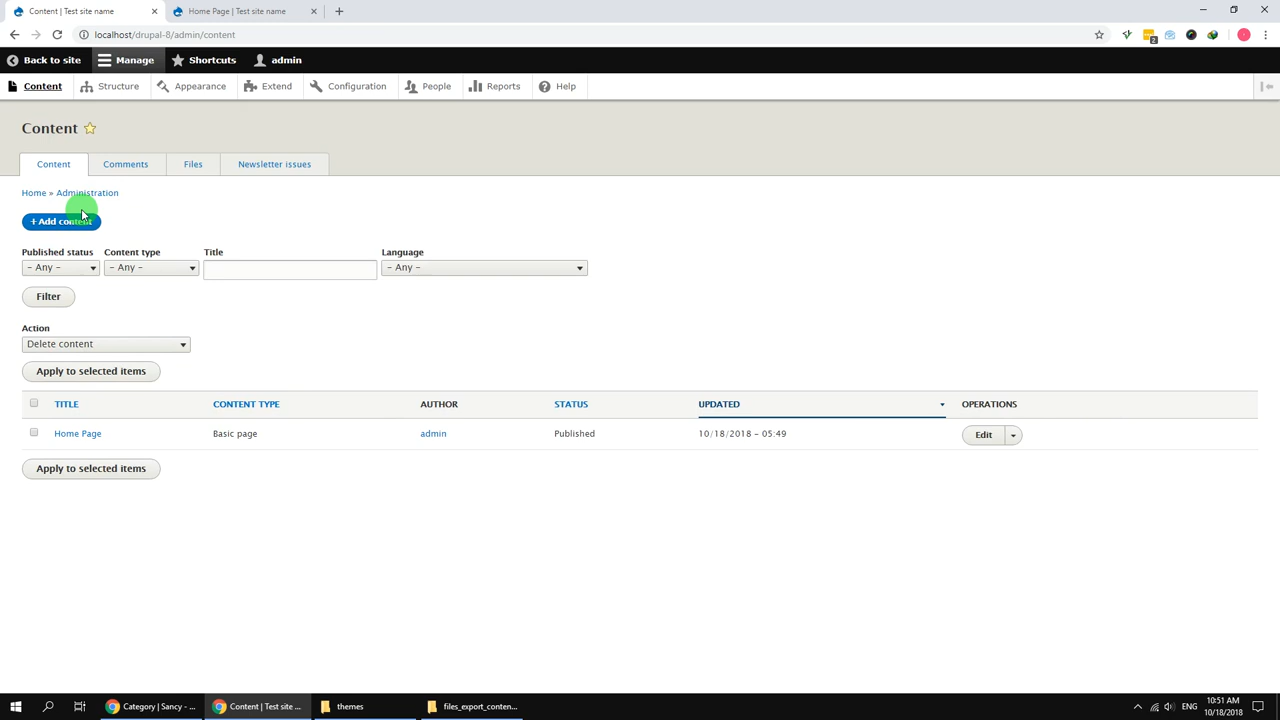 Content | Test site name
Home Page | Test site name
localhost/drupal-8/admin/content
2
Back to site
Manage
Shortcuts
admin
Content
Structure
Appearance
Extend
Configuration
People
Reports
Help
Content
Content
Comments
Files
Newsletter issues
Home » Administration
+ Add content
Published status
Content type
Title
Language
- Any -
- Any -
- Any -
Filter
Action
Delete content
Apply to selected items
TITLE
CONTENT TYPE
AUTHOR
STATUS
UPDATED
OPERATIONS
Home Page
Basic page
admin
Published
10/18/2018 - 05:49
Edit
Apply to selected items
Category | Sancy - ...
Content | Test site ...
themes
files_export_conten...
ENG
10:51 AM
10/18/2018